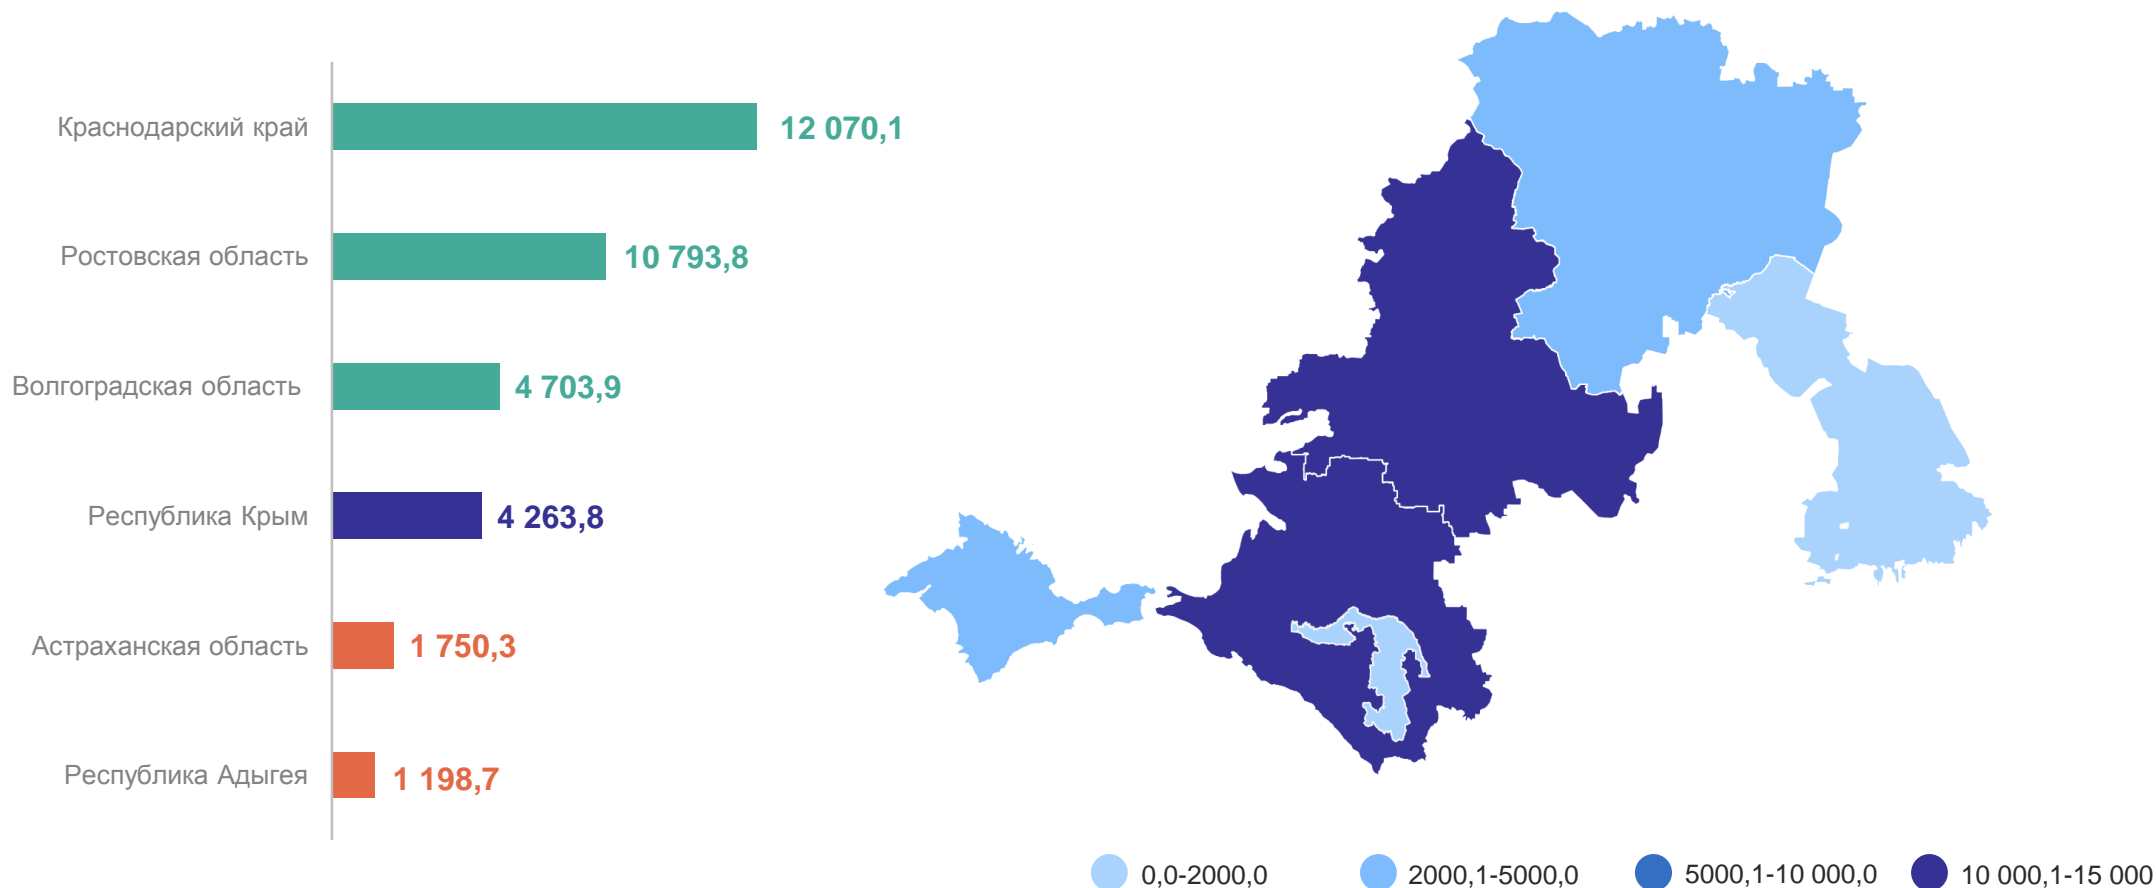 Краснодарский край
12 070,1
Ростовская область
10 793,8
Волгоградская область
4 703,9
Республика Крым
4 263,8
Астраханская область
1 750,3
Республика Адыгея
1 198,7
0,0-2000,0
2000,1-5000,0
5000,1-10 000,0
10 000,1-15 000